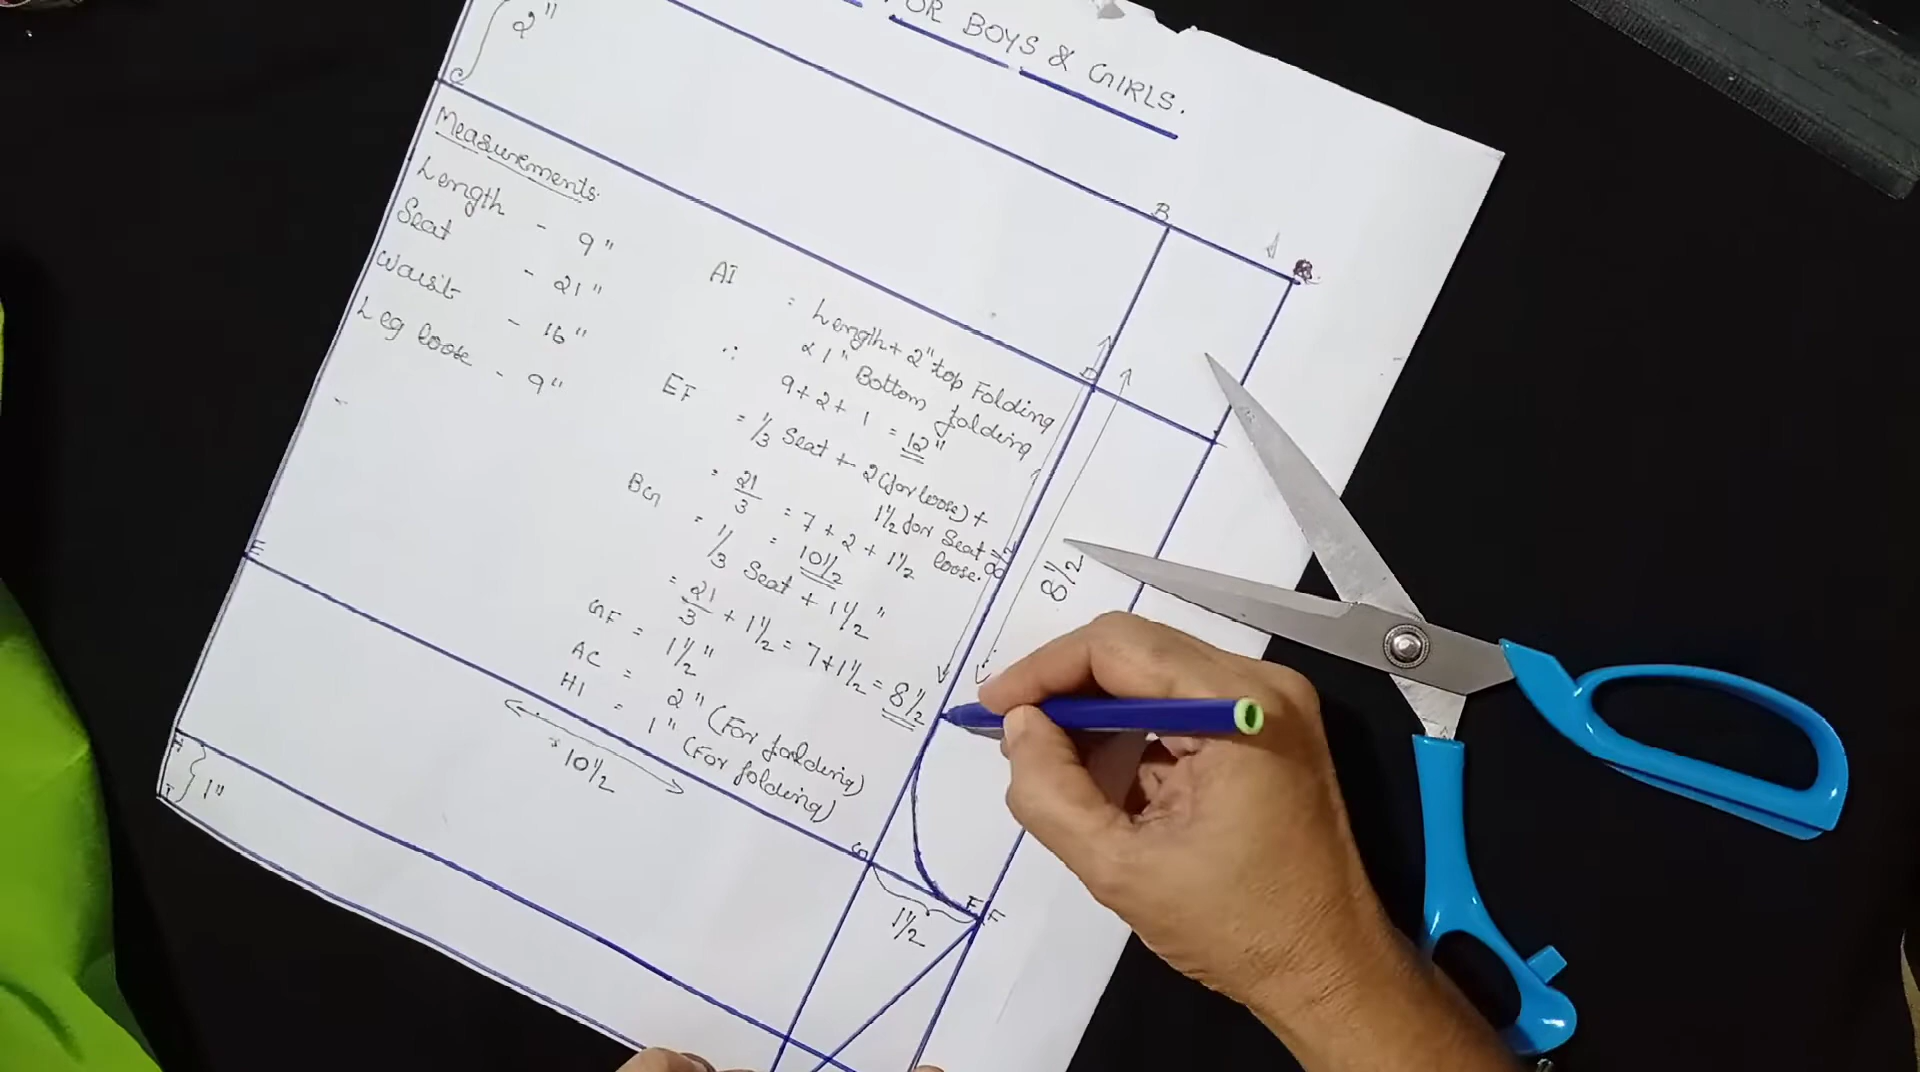 FOR BOYS & GIRLS.
2"
C
Measurements.
Length - 9"
Seat - 21"
Waist - 16"
Leg loose - 9"
B
D
AI = Length + 2" top Folding
& 1" Bottom folding
∴ 9 + 2 + 1 = 12"
EF = 1/3 Seat + 2 (for loose) +
1 1/2 for Seat loose.
= 21/3 = 7 + 2 + 1 1/2
= 10 1/2
BG = 1/3 Seat + 1 1/2"
= 21/3 + 1 1/2 = 7 + 1 1/2 = 8 1/2
GF = 1 1/2"
AC = 2" (For folding)
HI = 1" (For folding)
8 1/2
8 1/2
E
10 1/2
H
I
1"
G
1 1/2
F F